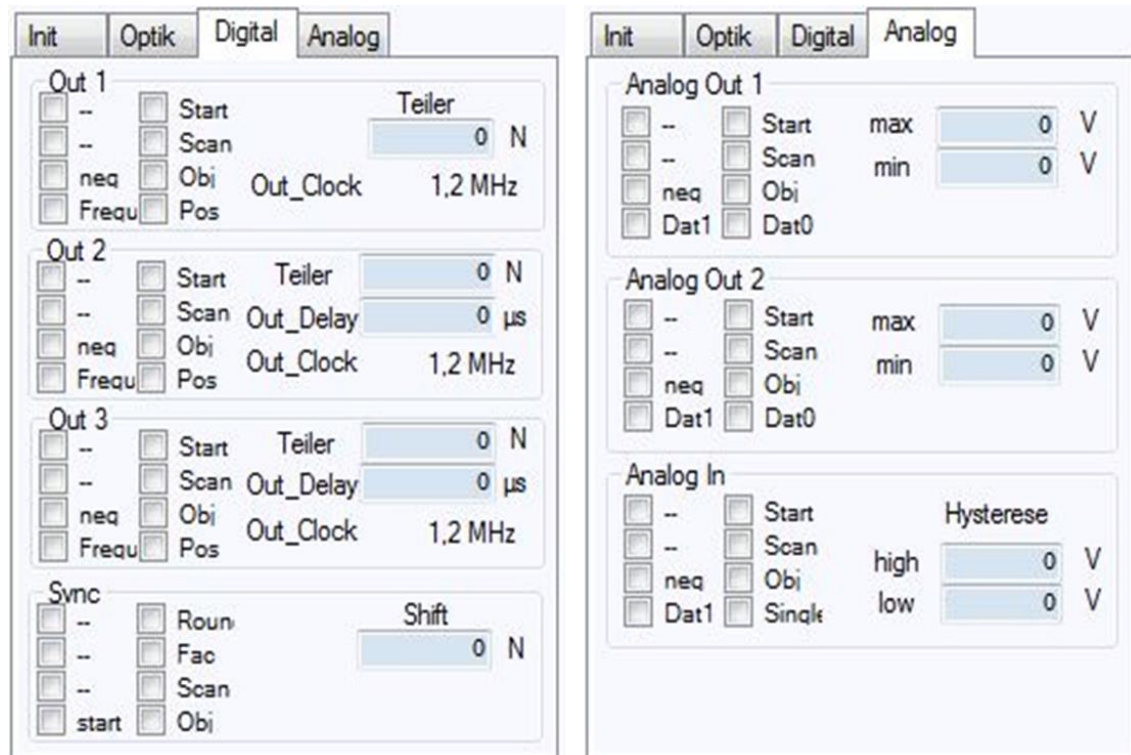 Init Optik Digital Analog
Out 1
-- Start Teiler
-- Scan 0 N
neq Obj Out_Clock 1,2 MHz
Frequ Pos
Out 2
-- Start Teiler 0 N
-- Scan Out_Delay 0 µs
neq Obj Out_Clock 1,2 MHz
Frequ Pos
Out 3
-- Start Teiler 0 N
-- Scan Out_Delay 0 µs
neq Obj Out_Clock 1,2 MHz
Frequ Pos
Sync
-- Roun Shift
-- Fac 0 N
-- Scan
start Obj
Init Optik Digital Analog
Analog Out 1
-- Start max 0 V
-- Scan min 0 V
neq Obj
Dat1 Dat0
Analog Out 2
-- Start max 0 V
-- Scan min 0 V
neq Obj
Dat1 Dat0
Analog In
-- Start Hysterese
-- Scan high 0 V
neq Obj low 0 V
Dat1 Single